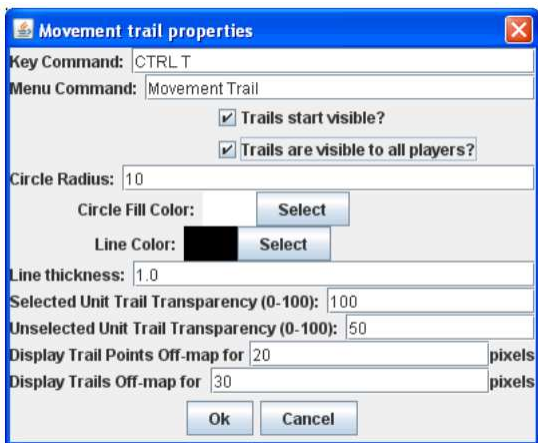 Movement trail properties
Key Command: CTRL T
Menu Command: Movement Trail
Trails start visible?
Trails are visible to all players?
Circle Radius: 10
Circle Fill Color: Select
Line Color: Select
Line thickness: 1.0
Selected Unit Trail Transparency (0-100): 100
Unselected Unit Trail Transparency (0-100): 50
Display Trail Points Off-map for 20 pixels
Display Trails Off-map for 30 pixels
Ok Cancel